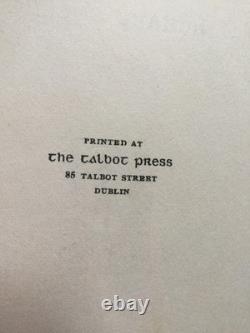 PRINTED AT
the talbot press
85 TALBOT STREET
DUBLIN